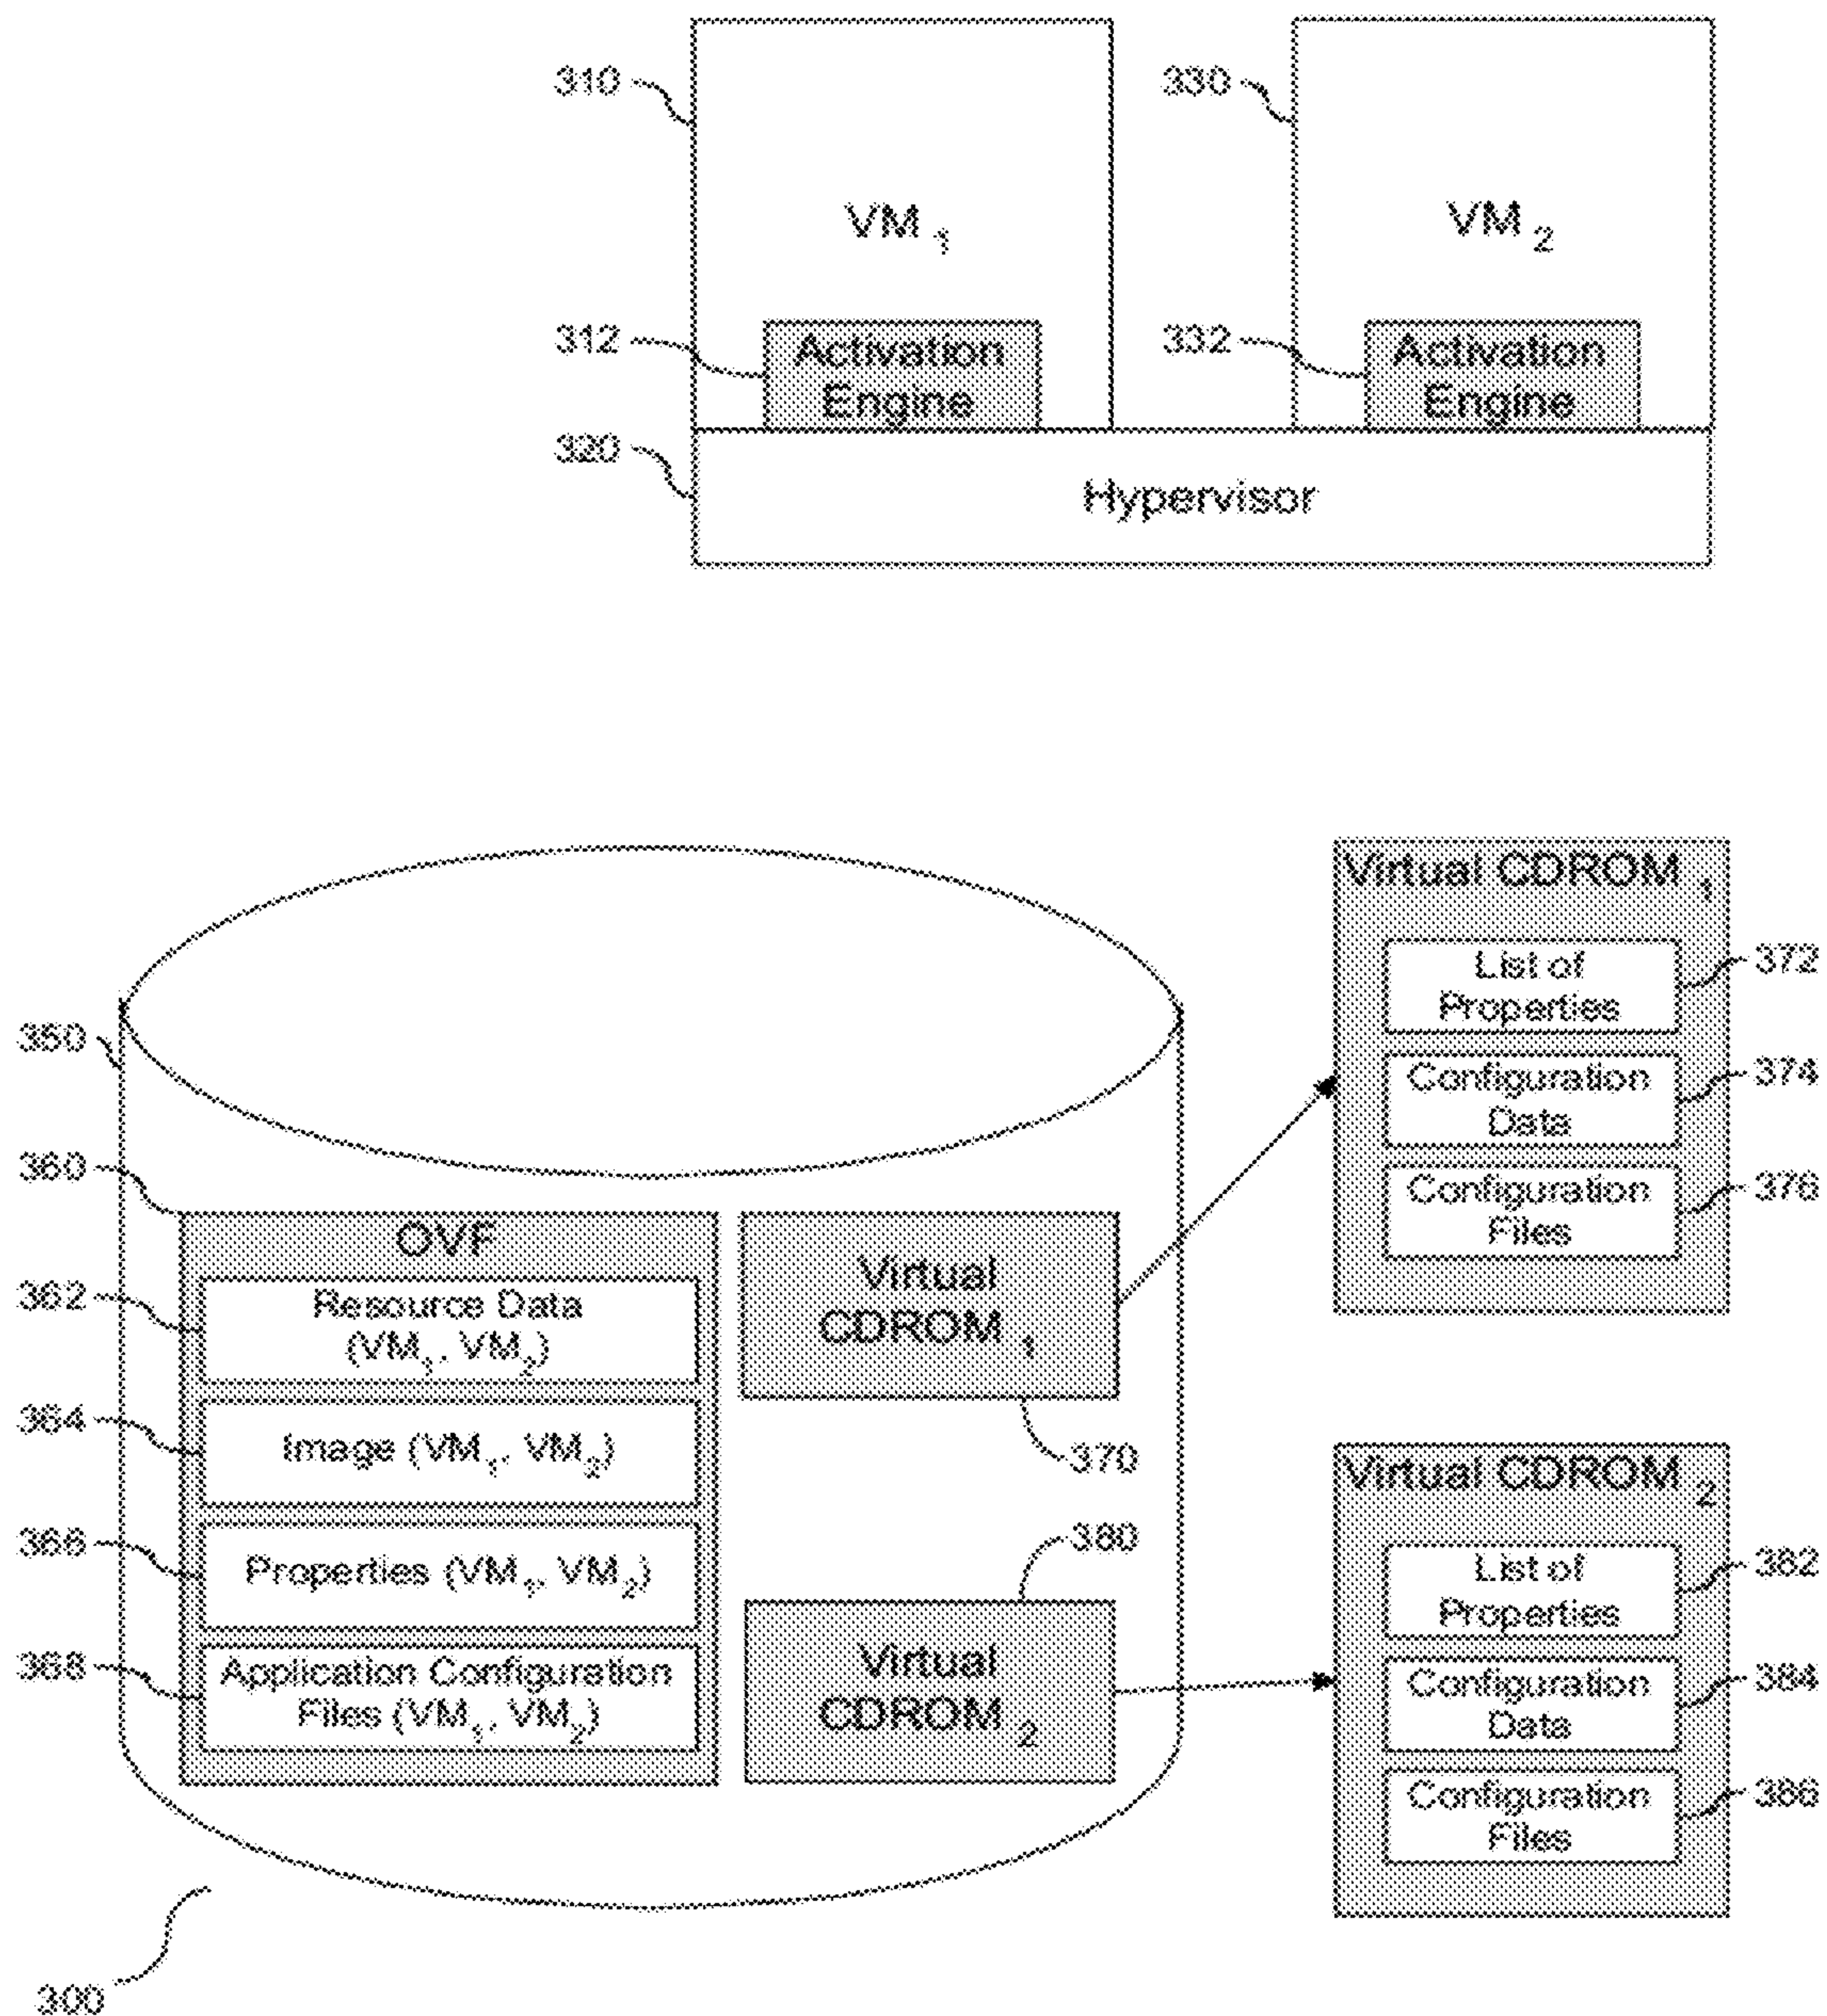 310
330
VM 1
VM 2
312
Activation
Engine
332
Activation
Engine
320
Hypervisor
350
360
OVF
362
Resource Data
(VM1, VM2)
364
Image (VM1, VM2)
366
Properties (VM1, VM2)
368
Application Configuration
Files (VM1, VM2)
Virtual
CDROM 1
370
380
Virtual
CDROM 2
Virtual CDROM 1
List of
Properties
372
Configuration
Data
374
Configuration
Files
376
Virtual CDROM 2
List of
Properties
382
Configuration
Data
384
Configuration
Files
386
300